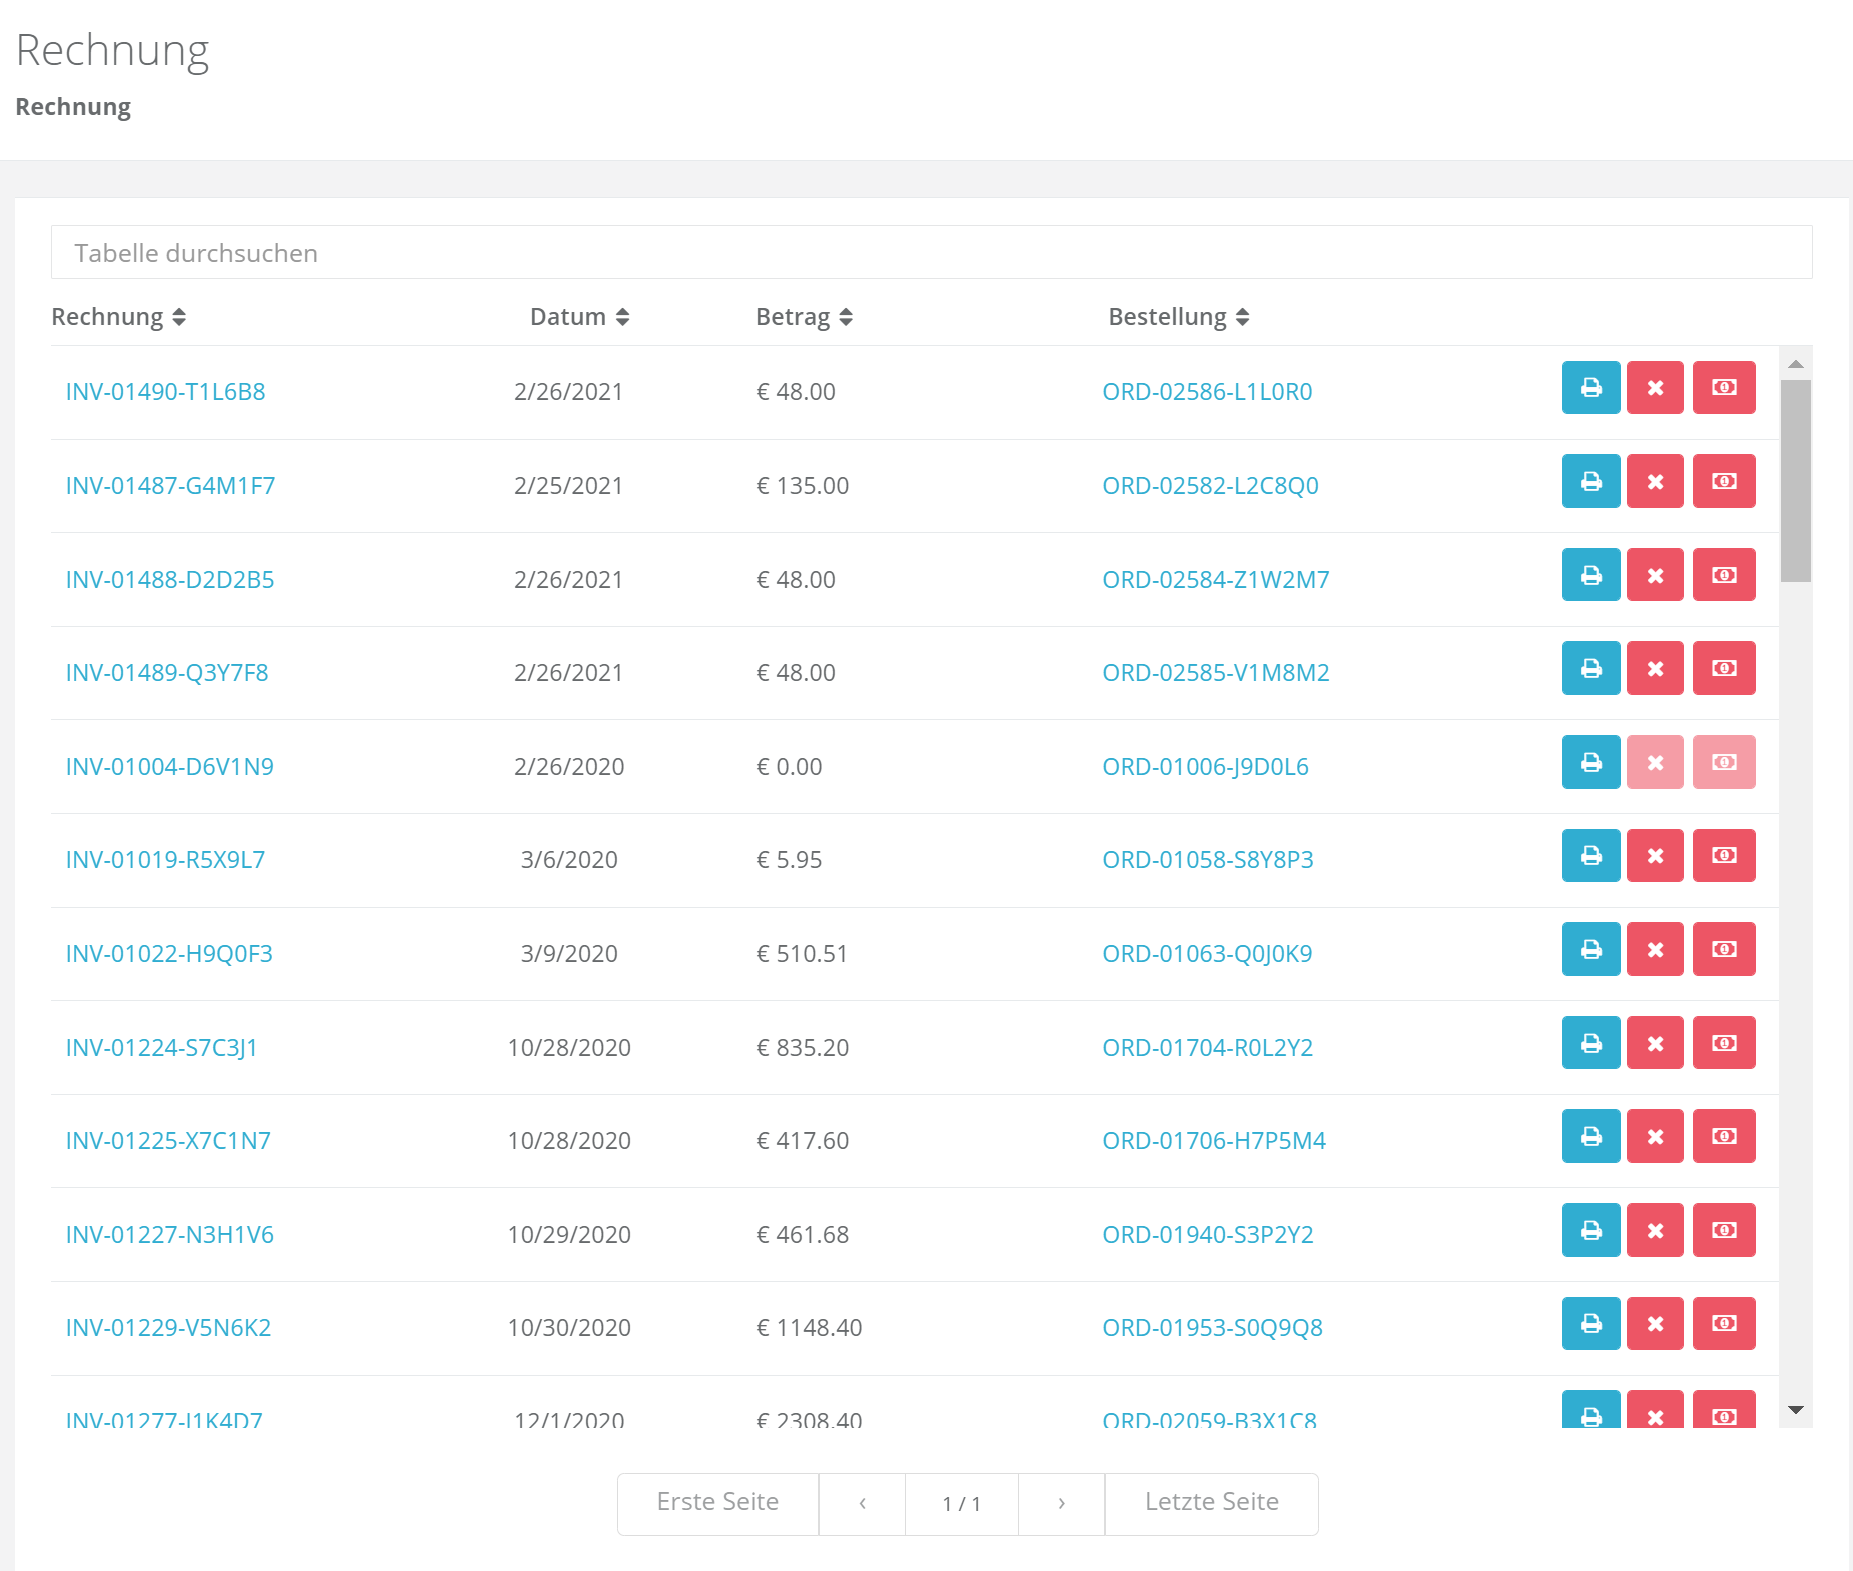 Rechnung
Rechnung
Tabelle durchsuchen
Rechnung Datum Betrag Bestellung
INV-01490-T1L6B8 2/26/2021 € 48.00 ORD-02586-L1L0R0
INV-01487-G4M1F7 2/25/2021 € 135.00 ORD-02582-L2C8Q0
INV-01488-D2D2B5 2/26/2021 € 48.00 ORD-02584-Z1W2M7
INV-01489-Q3Y7F8 2/26/2021 € 48.00 ORD-02585-V1M8M2
INV-01004-D6V1N9 2/26/2020 € 0.00 ORD-01006-J9D0L6
INV-01019-R5X9L7 3/6/2020 € 5.95 ORD-01058-S8Y8P3
INV-01022-H9Q0F3 3/9/2020 € 510.51 ORD-01063-Q0J0K9
INV-01224-S7C3J1 10/28/2020 € 835.20 ORD-01704-R0L2Y2
INV-01225-X7C1N7 10/28/2020 € 417.60 ORD-01706-H7P5M4
INV-01227-N3H1V6 10/29/2020 € 461.68 ORD-01940-S3P2Y2
INV-01229-V5N6K2 10/30/2020 € 1148.40 ORD-01953-S0Q9Q8
INV-01277-J1K4D7 12/1/2020 € 2308.40 ORD-02059-B3X1C8
Erste Seite ‹ 1 / 1 › Letzte Seite